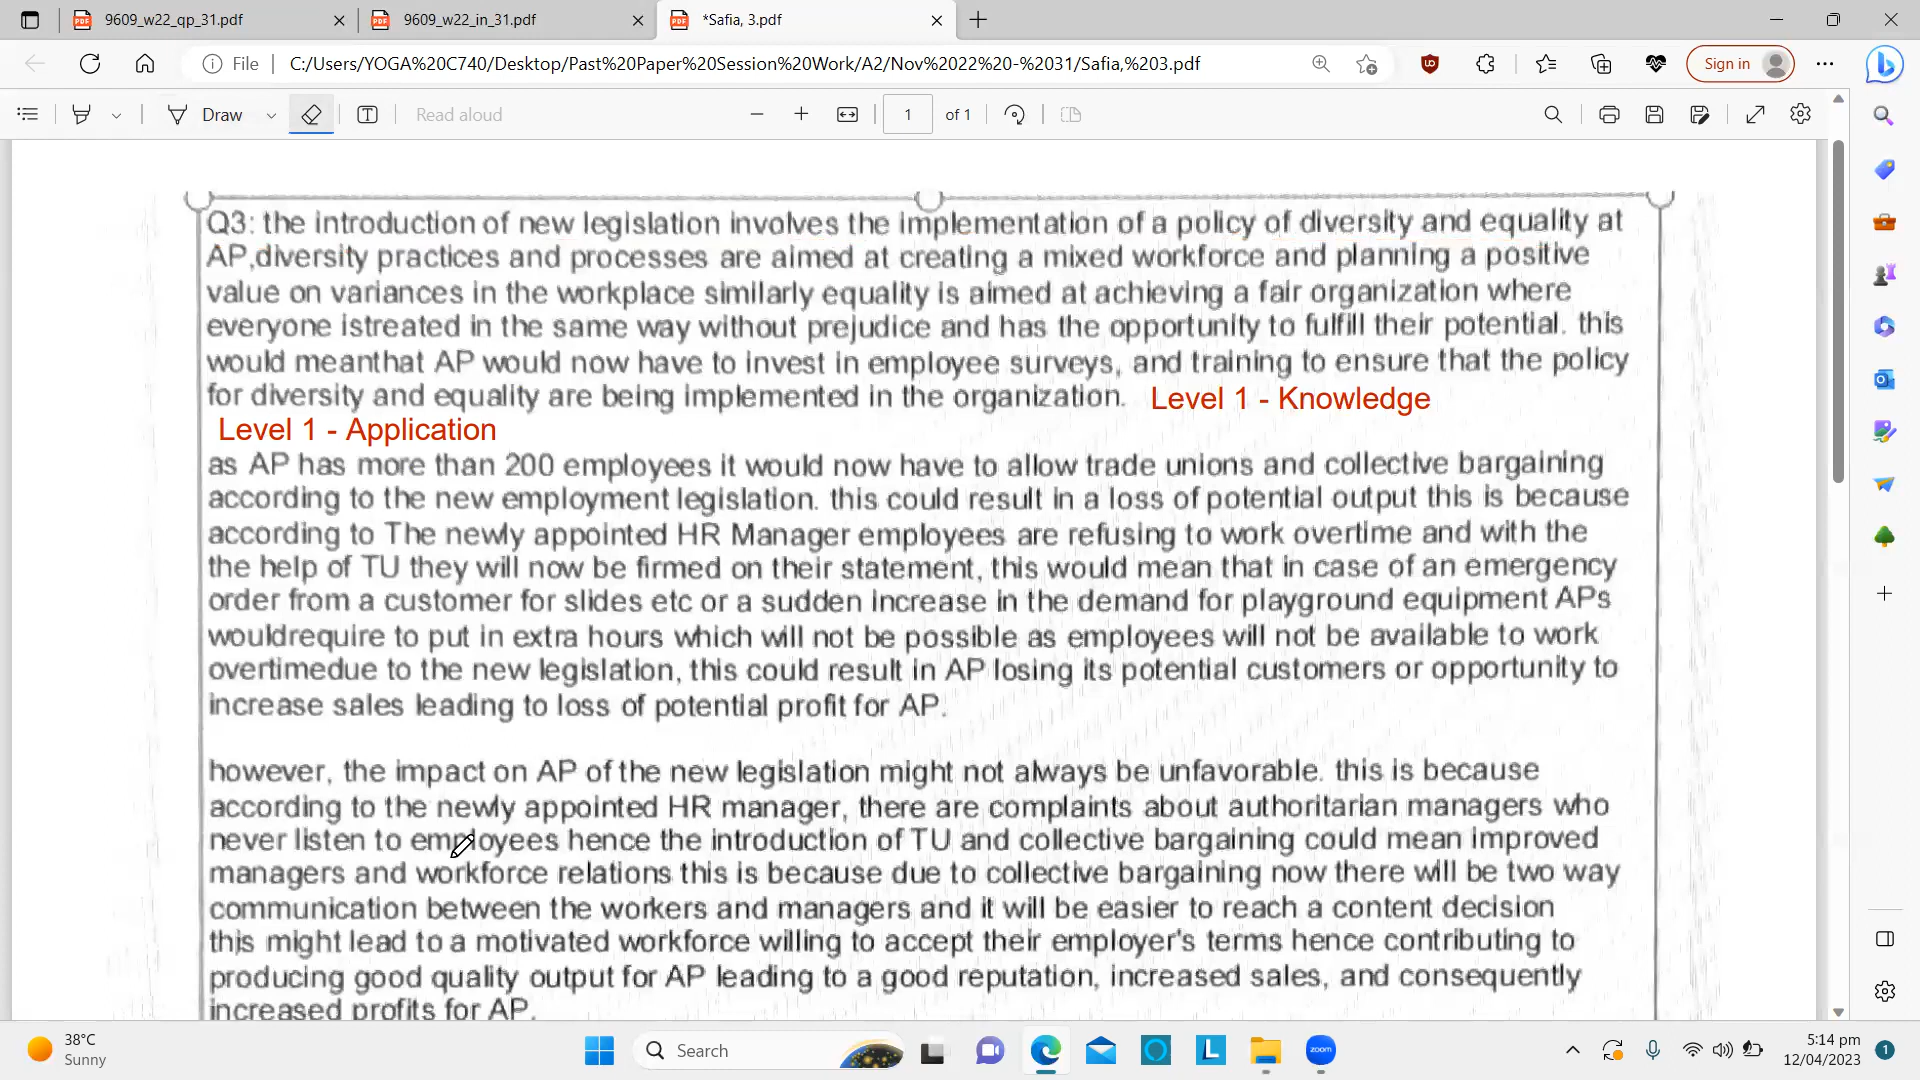 9609_w22_qp_31.pdf
9609_w22_in_31.pdf
*Safia, 3.pdf
File
C:/Users/YOGA%20C740/Desktop/Past%20Paper%20Session%20Work/A2/Nov%2022%20-%2031/Safia,%203.pdf
Sign in
Draw
Read aloud
1
of 1
Q3: the introduction of new legislation involves the implementation of a policy of diversity and equality at
AP,diversity practices and processes are aimed at creating a mixed workforce and planning a positive
value on variances in the workplace similarly equality is aimed at achieving a fair organization where
everyone istreated in the same way without prejudice and has the opportunity to fulfill their potential. this
would meanthat AP would now have to invest in employee surveys, and training to ensure that the policy
for diversity and equality are being implemented in the organization. Level 1 - Knowledge
Level 1 - Application
as AP has more than 200 employees it would now have to allow trade unions and collective bargaining
according to the new employment legislation. this could result in a loss of potential output this is because
according to The newly appointed HR Manager employees are refusing to work overtime and with the
the help of TU they will now be firmed on their statement, this would mean that in case of an emergency
order from a customer for slides etc or a sudden increase in the demand for playground equipment APs
wouldrequire to put in extra hours which will not be possible as employees will not be available to work
overtimedue to the new legislation, this could result in AP losing its potential customers or opportunity to
increase sales leading to loss of potential profit for AP.
however, the impact on AP of the new legislation might not always be unfavorable. this is because
according to the newly appointed HR manager, there are complaints about authoritarian managers who
never listen to employees hence the introduction of TU and collective bargaining could mean improved
managers and workforce relations this is because due to collective bargaining now there will be two way
communication between the workers and managers and it will be easier to reach a content decision
this might lead to a motivated workforce willing to accept their employer's terms hence contributing to
producing good quality output for AP leading to a good reputation, increased sales, and consequently
increased profits for AP.
38°C
Sunny
Search
zoom
5:14 pm
12/04/2023
1